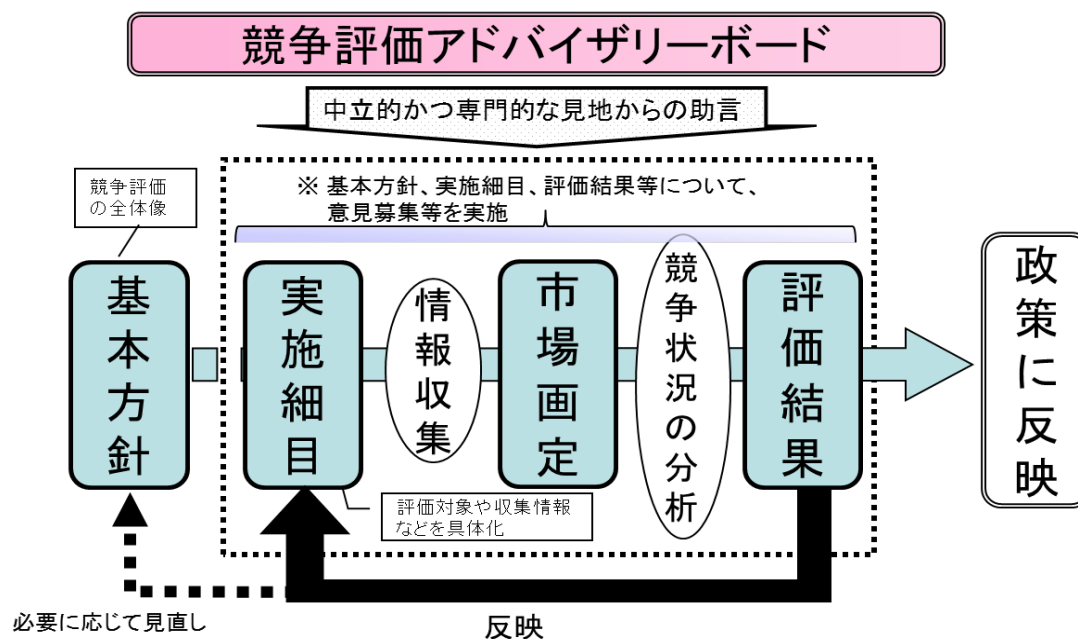 競争評価アドバイザリーボード
中立的かつ専門的な見地からの助言
競争評価
の全体像
※ 基本方針、実施細目、評価結果等について、
意見募集等を実施
基本方針
実施細目
情報収集
市場画定
競争状況の分析
評価結果
政策に反映
評価対象や収集情報
などを具体化
必要に応じて見直し
反映